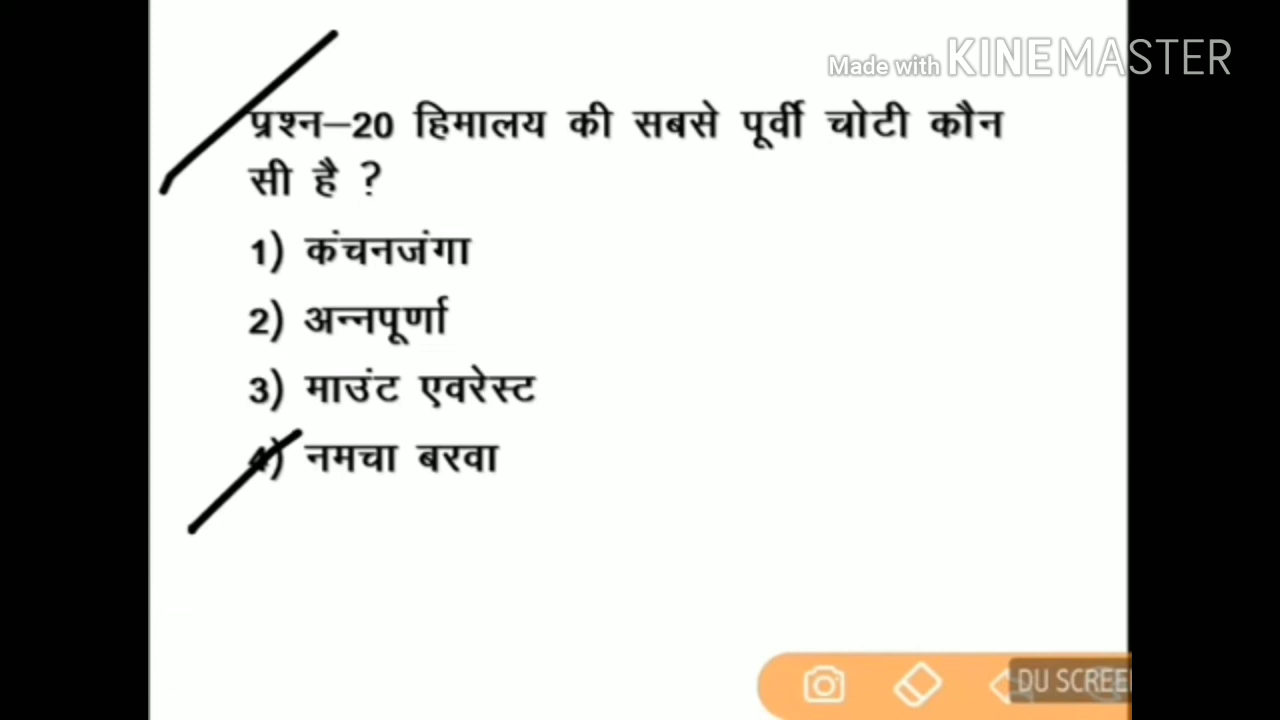 Made with KINEMASTER
प्रश्न–20 हिमालय की सबसे पूर्वी चोटी कौन
सी है ?
1) कंचनजंगा
2) अन्नपूर्णा
3) माउंट एवरेस्ट
4) नमचा बरवा
DU SCREE